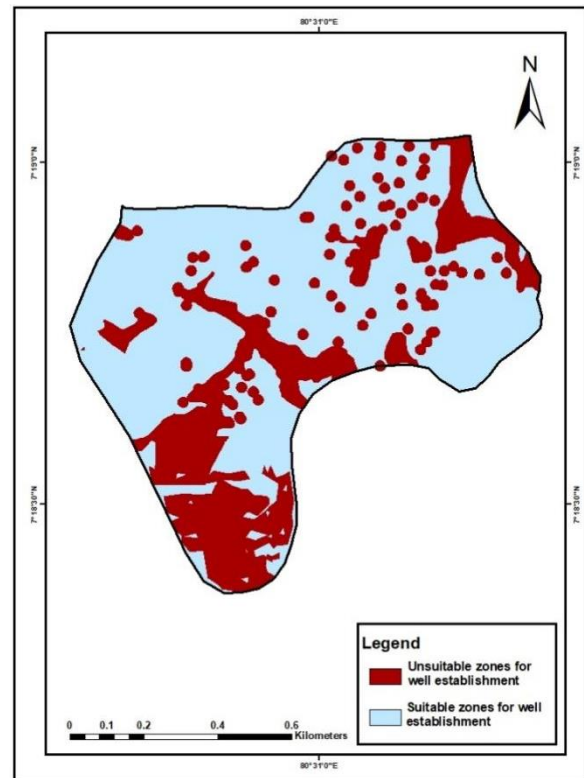 80°31'0"E
N
7°19'0"N
7°19'0"N
7°18'30"N
7°18'30"N
Legend
Unsuitable zones for
well establishment
Suitable zones for well
establishment
0 0.1 0.2 0.4 0.6
Kilometers
80°31'0"E